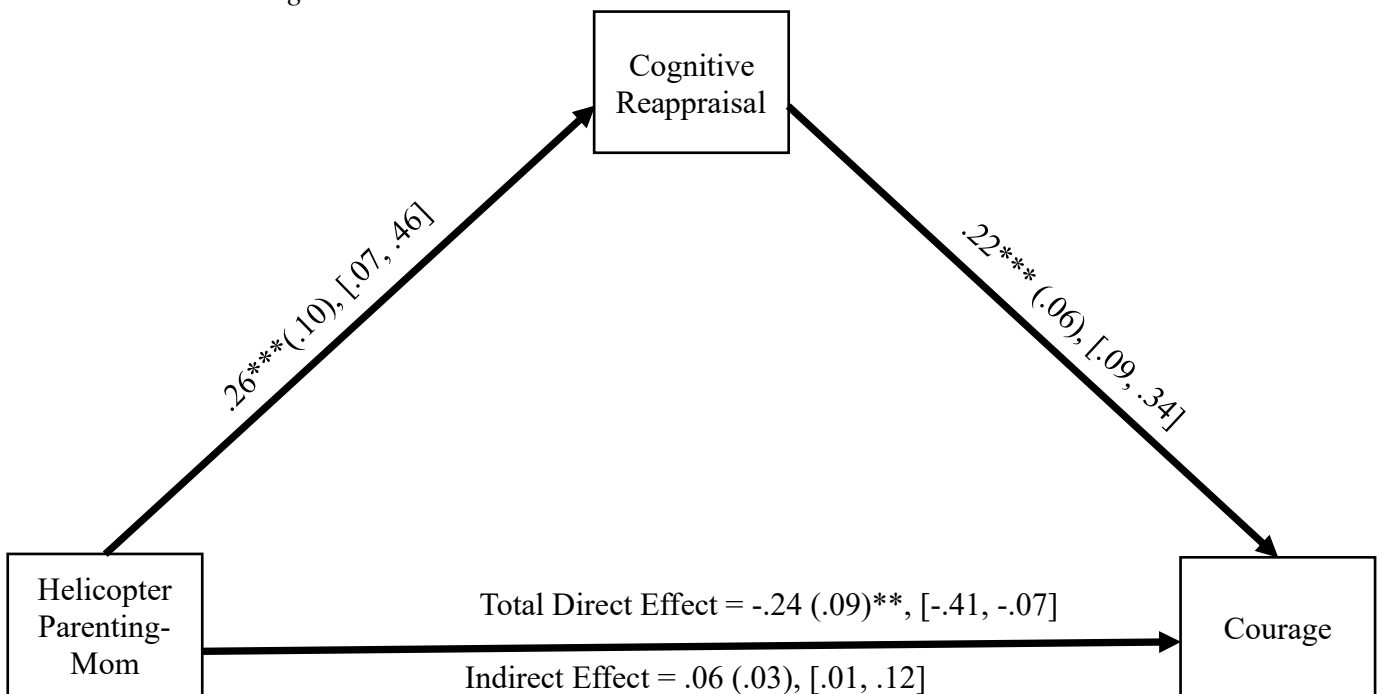 Cognitive
Reappraisal
.26***(.10), [.07, .46]
.22*** (.06), [.09, .34]
Helicopter
Parenting-
Mom
Total Direct Effect = -.24 (.09)**, [-.41, -.07]
Indirect Effect = .06 (.03), [.01, .12]
Courage